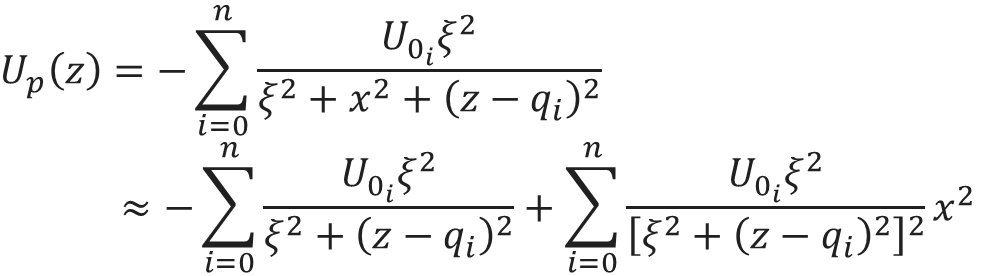 $U_p(z) = -\sum_{i=0}^{n} \frac{U_{0_i}\xi^2}{\xi^2 + x^2 + (z - q_i)^2}$
$\approx -\sum_{i=0}^{n} \frac{U_{0_i}\xi^2}{\xi^2 + (z - q_i)^2} + \sum_{i=0}^{n} \frac{U_{0_i}\xi^2}{[\xi^2 + (z - q_i)^2]^2} x^2$